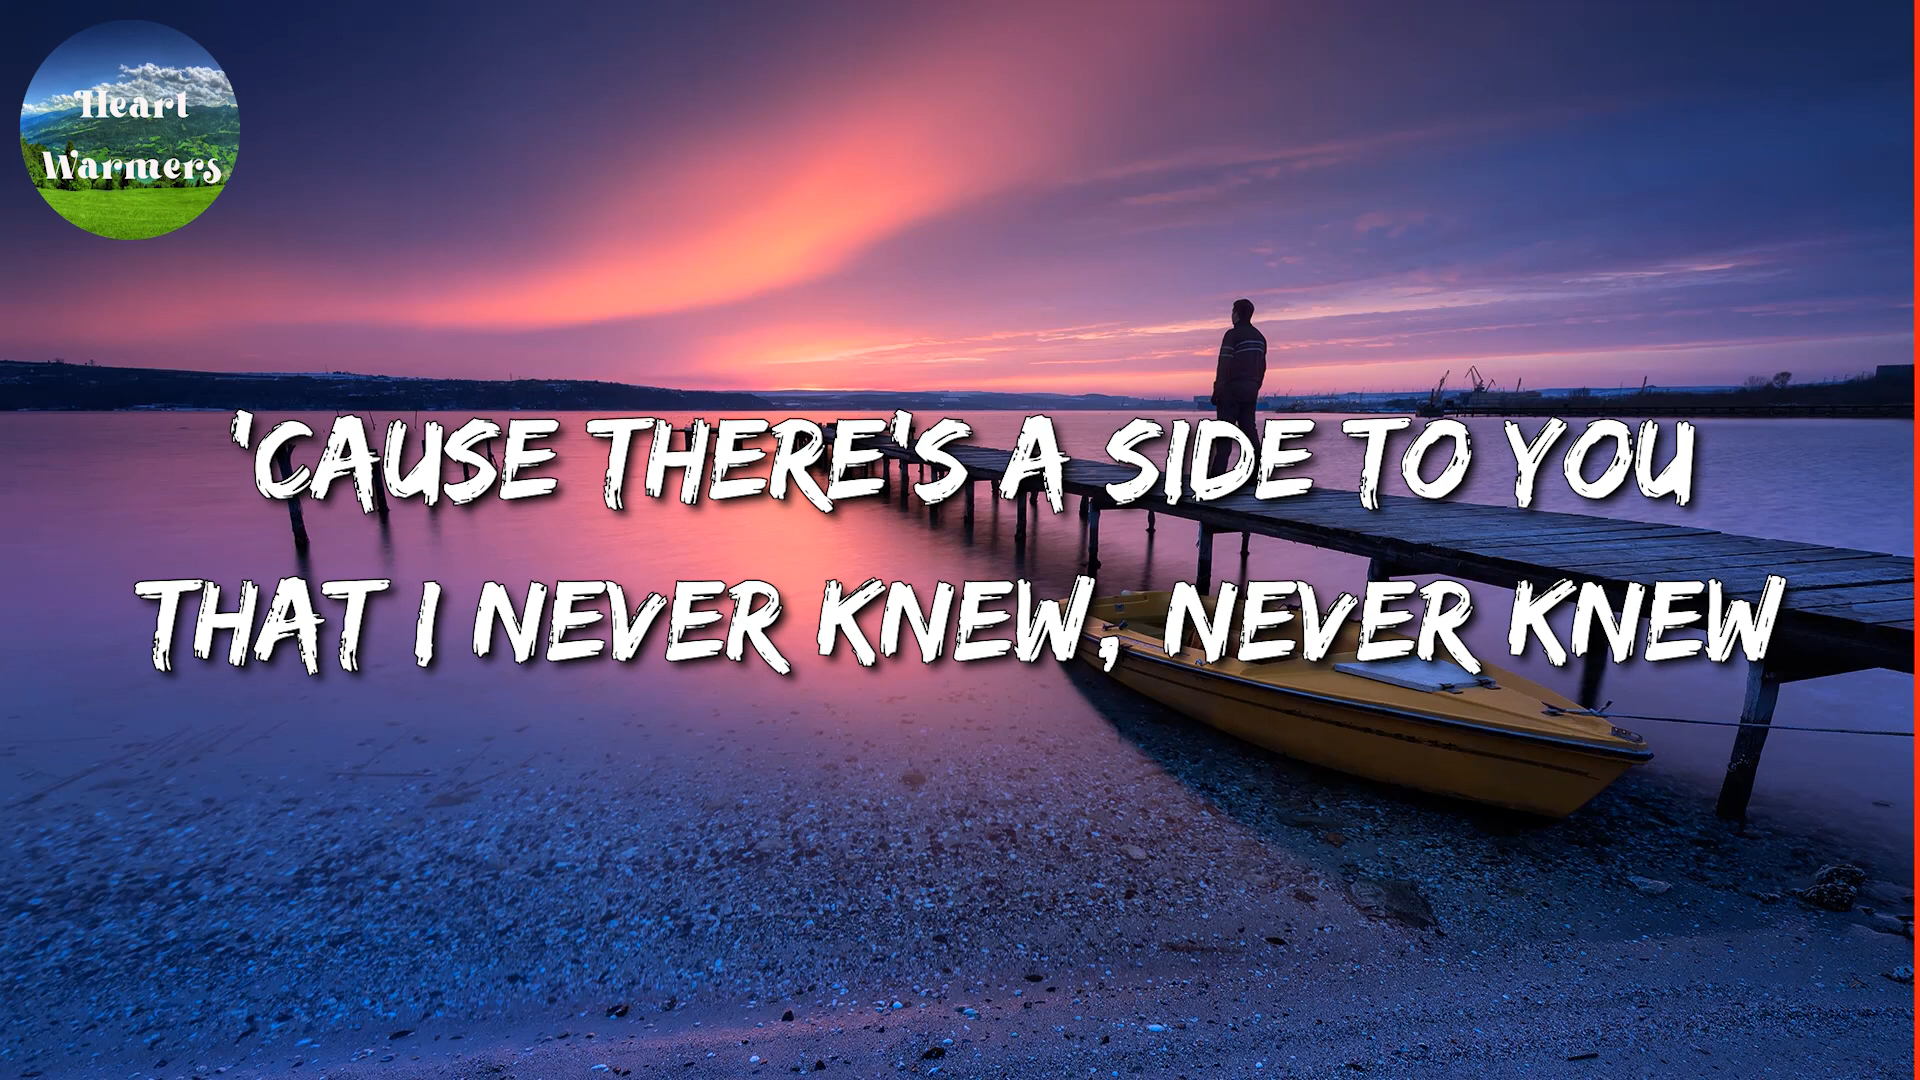 Heart
Warmers
'CAUSE THERE'S A SIDE TO YOU
THAT I NEVER KNEW, NEVER KNEW